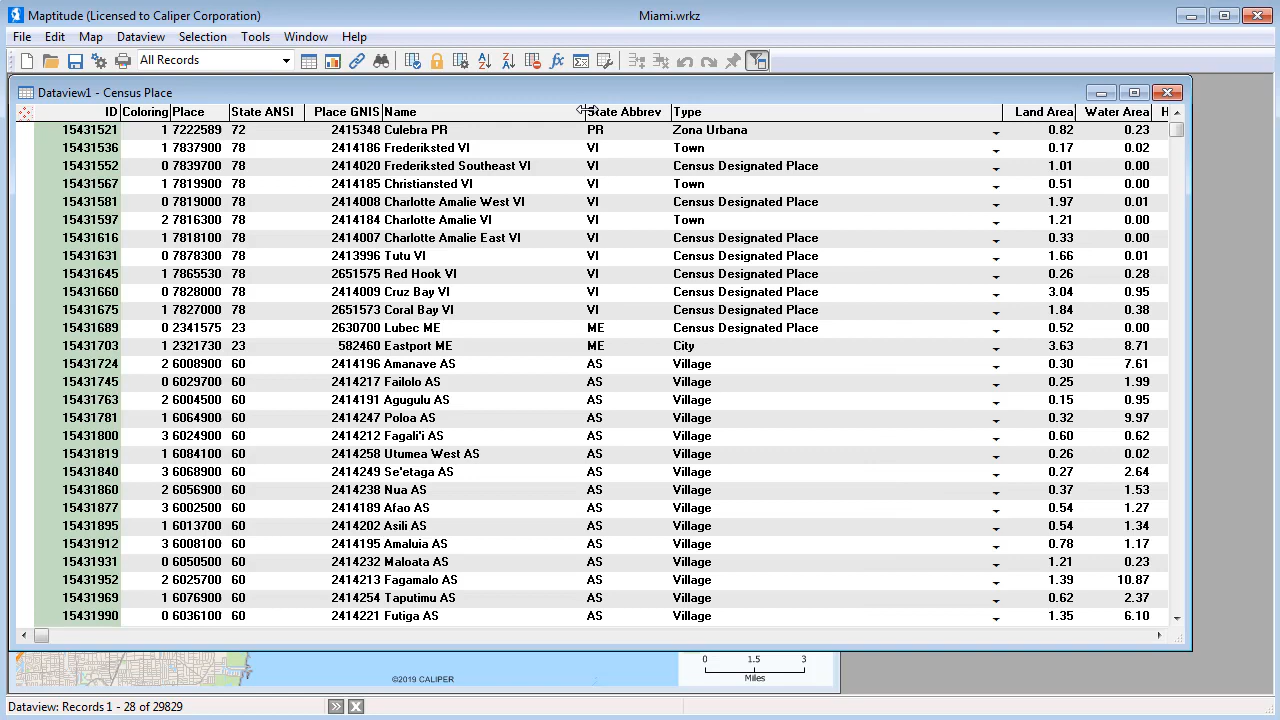 Maptitude (Licensed to Caliper Corporation) Miami.wrkz
File Edit Map Dataview Selection Tools Window Help
All Records
Dataview1 - Census Place
ID Coloring Place State ANSI Place GNIS Name State Abbrev Type Land Area Water Area H
15431521 1 7222589 72 2415348 Culebra PR PR Zona Urbana 0.82 0.23
15431536 1 7837900 78 2414186 Frederiksted VI VI Town 0.17 0.02
15431552 0 7839700 78 2414020 Frederiksted Southeast VI VI Census Designated Place 1.01 0.00
15431567 1 7819900 78 2414185 Christiansted VI VI Town 0.51 0.00
15431581 0 7819000 78 2414008 Charlotte Amalie West VI VI Census Designated Place 1.97 0.01
15431597 2 7816300 78 2414184 Charlotte Amalie VI VI Town 1.21 0.00
15431616 1 7818100 78 2414007 Charlotte Amalie East VI VI Census Designated Place 0.33 0.00
15431631 0 7878300 78 2413996 Tutu VI VI Census Designated Place 1.66 0.01
15431645 1 7865530 78 2651575 Red Hook VI VI Census Designated Place 0.26 0.28
15431660 0 7828000 78 2414009 Cruz Bay VI VI Census Designated Place 3.04 0.95
15431675 1 7827000 78 2651573 Coral Bay VI VI Census Designated Place 1.84 0.38
15431689 0 2341575 23 2630700 Lubec ME ME Census Designated Place 0.52 0.00
15431703 1 2321730 23 582460 Eastport ME ME City 3.63 8.71
15431724 2 6008900 60 2414196 Amanave AS AS Village 0.30 7.61
15431745 0 6029700 60 2414217 Failolo AS AS Village 0.25 1.99
15431763 2 6004500 60 2414191 Agugulu AS AS Village 0.15 0.95
15431781 1 6064900 60 2414247 Poloa AS AS Village 0.32 9.97
15431800 3 6024900 60 2414212 Fagali'i AS AS Village 0.60 0.62
15431819 1 6084100 60 2414258 Utumea West AS AS Village 0.26 0.02
15431840 3 6068900 60 2414249 Se'etaga AS AS Village 0.27 2.64
15431860 2 6056900 60 2414238 Nua AS AS Village 0.37 1.53
15431877 3 6002500 60 2414189 Afao AS AS Village 0.54 1.27
15431895 1 6013700 60 2414202 Asili AS AS Village 0.54 1.34
15431912 3 6008100 60 2414195 Amaluia AS AS Village 0.78 1.17
15431931 0 6050500 60 2414232 Maloata AS AS Village 1.21 0.23
15431952 2 6025700 60 2414213 Fagamalo AS AS Village 1.39 10.87
15431969 1 6076900 60 2414254 Taputimu AS AS Village 0.62 2.37
15431990 0 6036100 60 2414221 Futiga AS AS Village 1.35 6.10
0 1.5 3
©2019 CALIPER Miles
Dataview: Records 1 - 28 of 29829